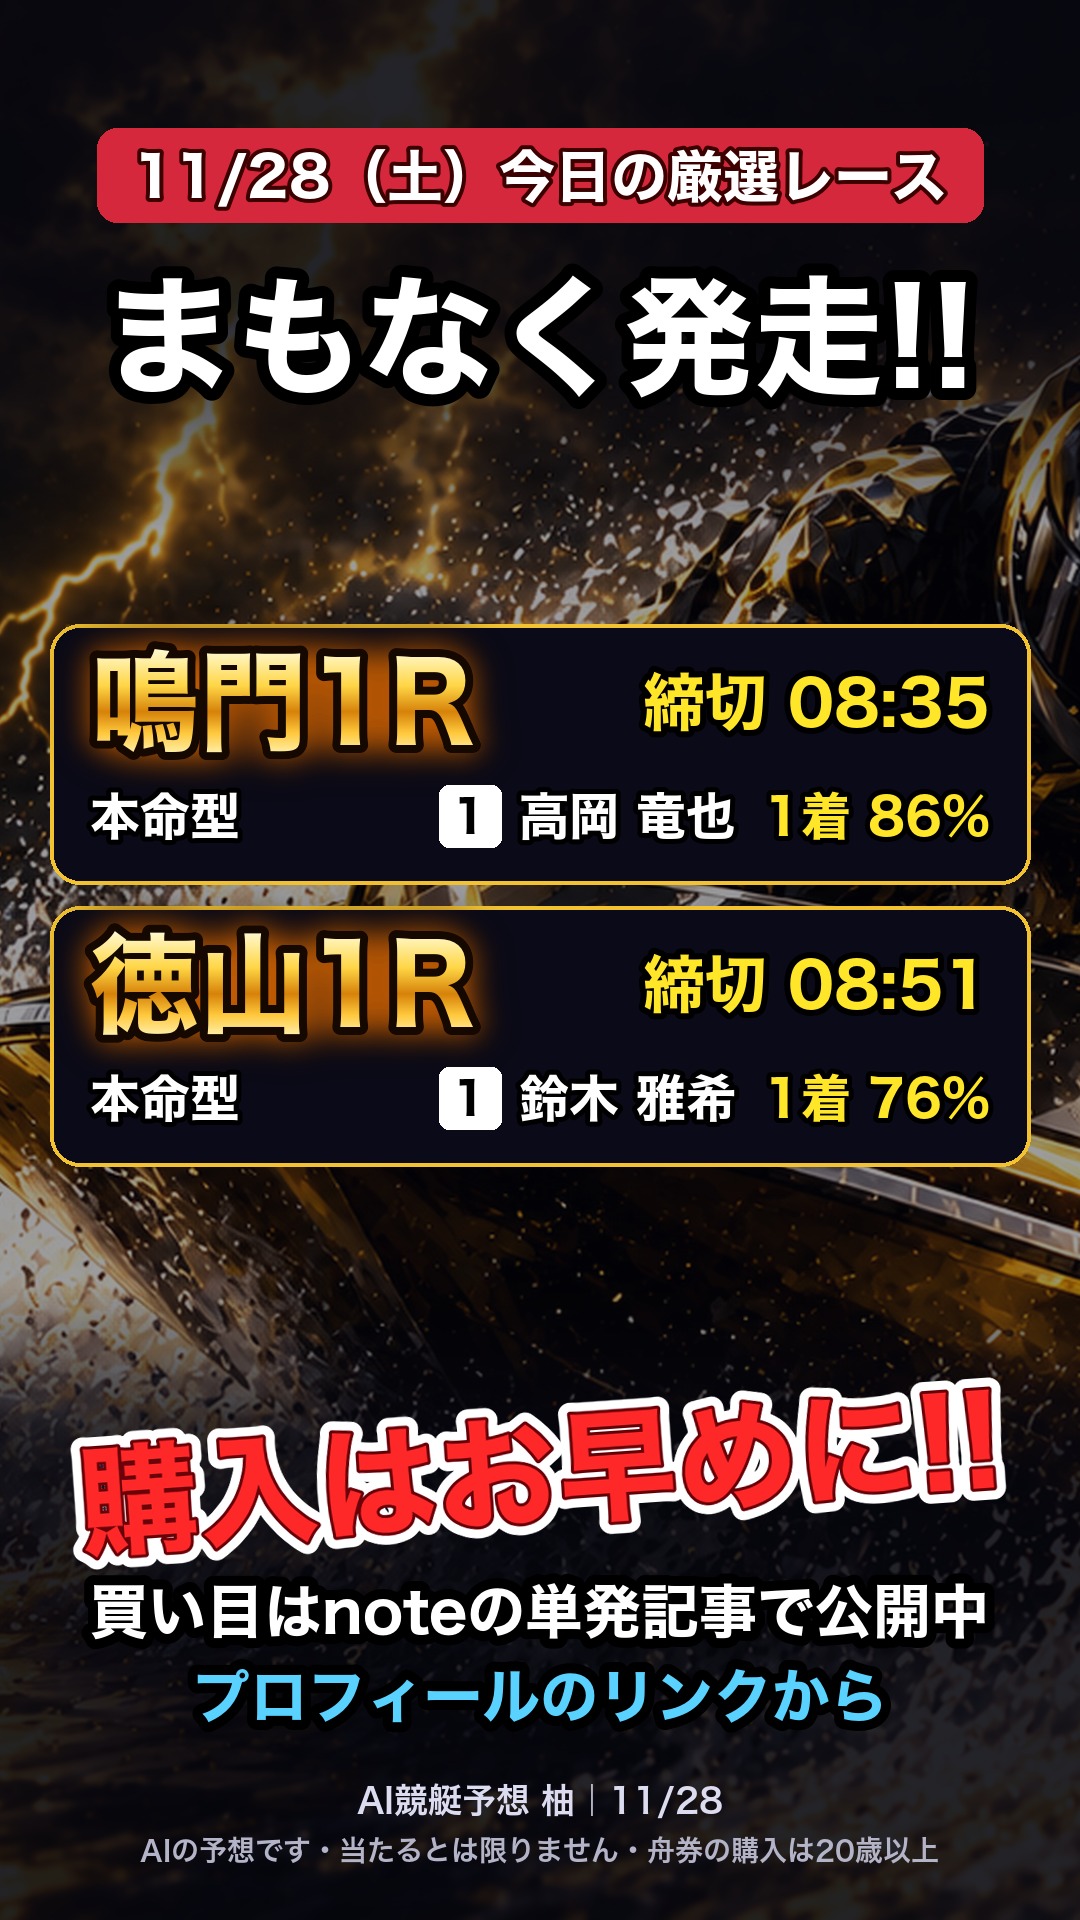 11/28（土）今日の厳選レース
まもなく発走!!
鳴門1R 締切 08:35
本命型 1 高岡 竜也 1着 86%
徳山1R 締切 08:51
本命型 1 鈴木 雅希 1着 76%
購入はお早めに!!
買い目はnoteの単発記事で公開中
プロフィールのリンクから
AI競艇予想 柚｜11/28
AIの予想です・当たるとは限りません・舟券の購入は20歳以上